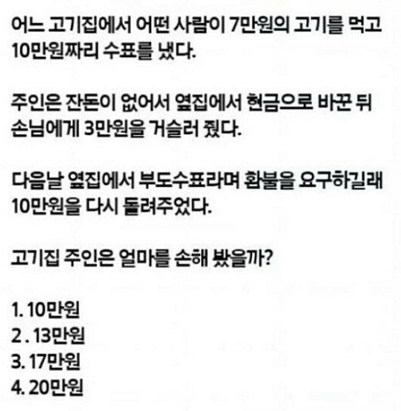 어느 고기집에서 어떤 사람이 7만원의 고기를 먹고
10만원짜리 수표를 냈다.
주인은 잔돈이 없어서 옆집에서 현금으로 바꾼 뒤
손님에게 3만원을 거슬러 줬다.
다음날 옆집에서 부도수표라며 환불을 요구하길래
10만원을 다시 돌려주었다.
고기집 주인은 얼마를 손해 봤을까?
1. 10만원
2 . 13만원
3. 17만원
4. 20만원